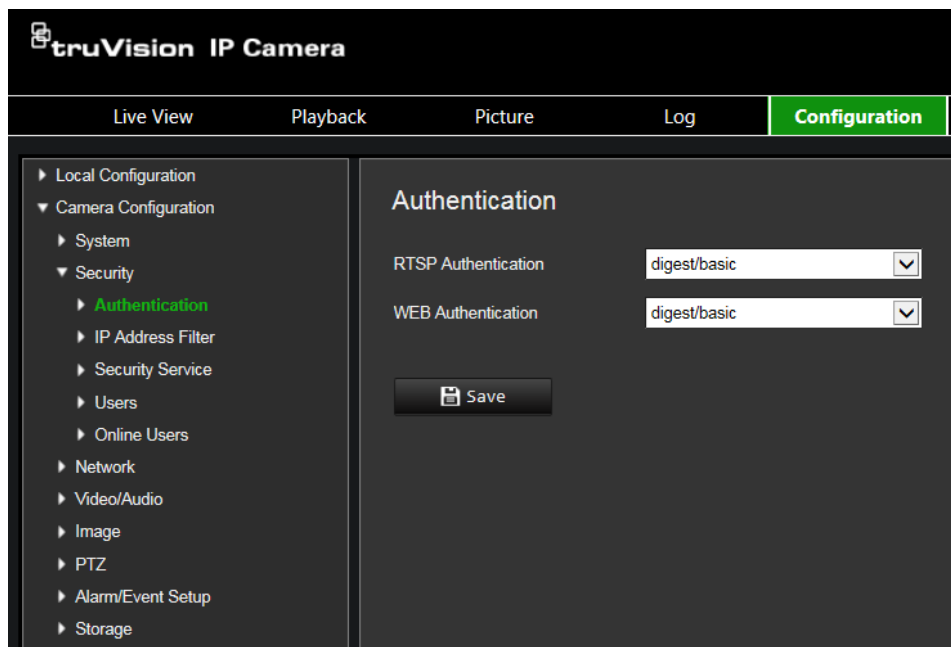 truVision IP Camera
Live View Playback Picture Log Configuration
Local Configuration
Camera Configuration
System
Security
Authentication
IP Address Filter
Security Service
Users
Online Users
Network
Video/Audio
Image
PTZ
Alarm/Event Setup
Storage
Authentication
RTSP Authentication digest/basic
WEB Authentication digest/basic
Save